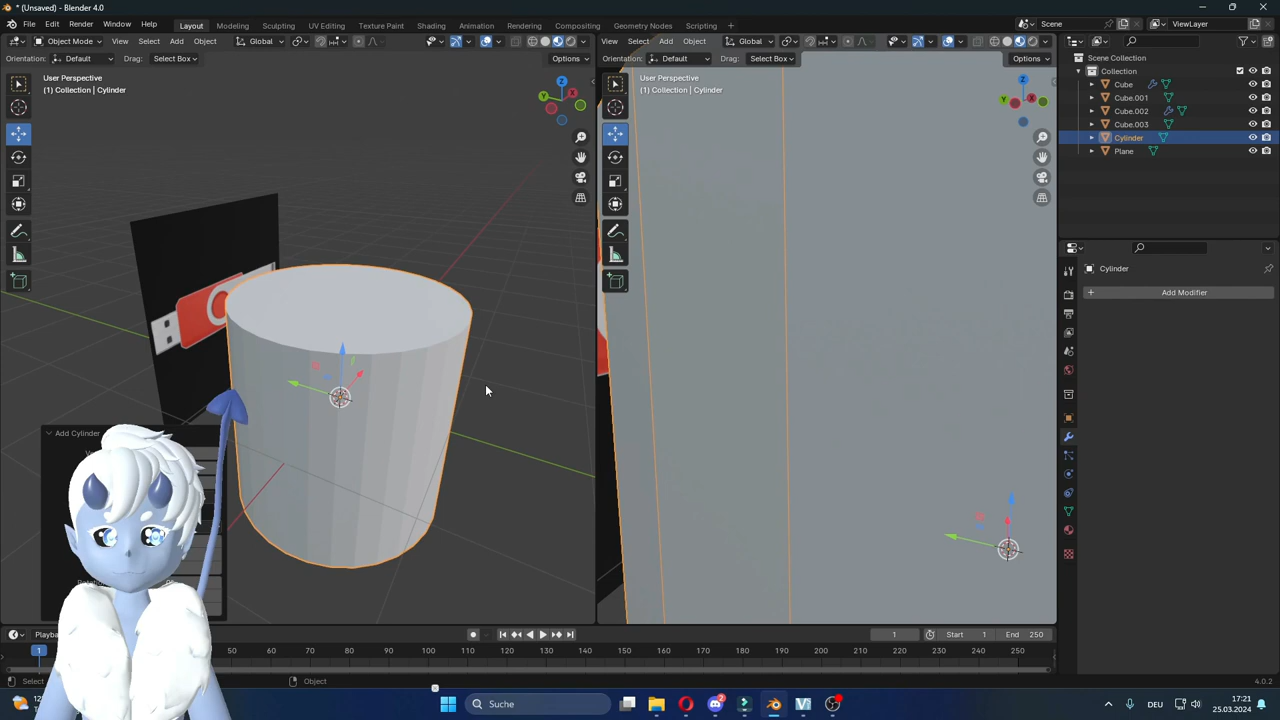 * (Unsaved) - Blender 4.0
File Edit Render Window Help
Layout Modeling Sculpting UV Editing Texture Paint Shading Animation Rendering Compositing Geometry Nodes Scripting +
Scene
ViewLayer
Object Mode View Select Add Object Global
View Select Add Object Global
Orientation: Default Drag: Select Box Options
Orientation: Default Drag: Select Box Options
User Perspective
(1) Collection | Cylinder
User Perspective
(1) Collection | Cylinder
Z
Y
X
Z
Y
X
Scene Collection
Collection
Cube
Cube.001
Cube.002
Cube.003
Cylinder
Plane
Cylinder
+ Add Modifier
Add Cylinder
Playba
1 Start 1 End 250
1 50 60 70 80 90 100 110 120 130 140 150 160 170 180 190 200 210 220 230 240 250
Select Object 4.0.2
Suche
2
DEU
17:21
25.03.2024